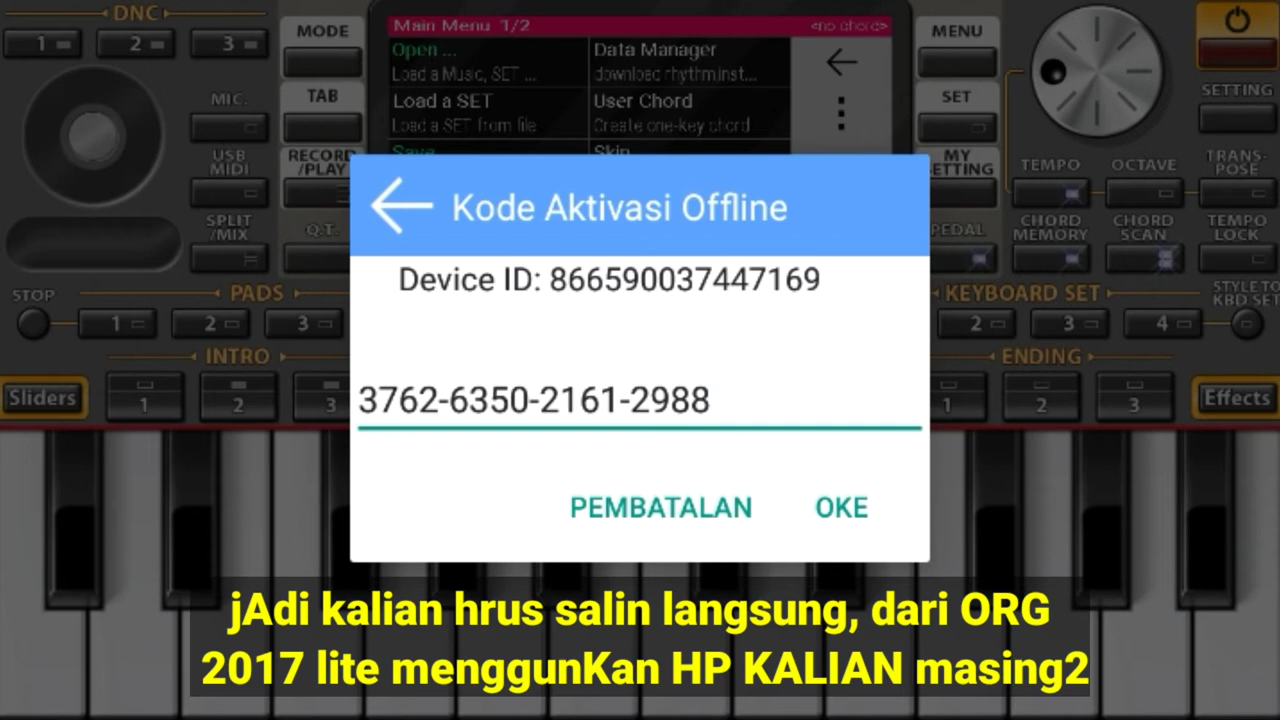 DNC
1
2
3
MODE
Main Menu 1/2
<no chord>
MENU
Open ...
Data Manager
Load a Music, SET ...
download rhythm,inst...
MIC.
TAB
Load a SET
User Chord
SET
SETTING
Load a SET from file
Create one-key chord
USB
MIDI
RECORD
/PLAY
Save
Skin
MY
SETTING
TEMPO
OCTAVE
TRANS-
POSE
SPLIT
/MIX
Q.T.
Kode Aktivasi Offline
PEDAL
CHORD
MEMORY
CHORD
SCAN
TEMPO
LOCK
Device ID: 866590037447169
STOP
PADS
KEYBOARD SET
STYLE TO
KBD SET
1
2
3
2
3
4
INTRO
ENDING
Sliders
1
2
3
3762-6350-2161-2988
1
2
3
Effects
PEMBATALAN
OKE
jAdi kalian hrus salin langsung, dari ORG
2017 lite menggunKan HP KALIAN masing2